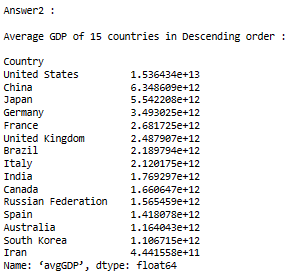 Answer2 :
Average GDP of 15 countries in Descending order :
Country
United States 1.536434e+13
China 6.348609e+12
Japan 5.542208e+12
Germany 3.493025e+12
France 2.681725e+12
United Kingdom 2.487907e+12
Brazil 2.189794e+12
Italy 2.120175e+12
India 1.769297e+12
Canada 1.660647e+12
Russian Federation 1.565459e+12
Spain 1.418078e+12
Australia 1.164043e+12
South Korea 1.106715e+12
Iran 4.441558e+11
Name: ‘avgGDP’, dtype: float64